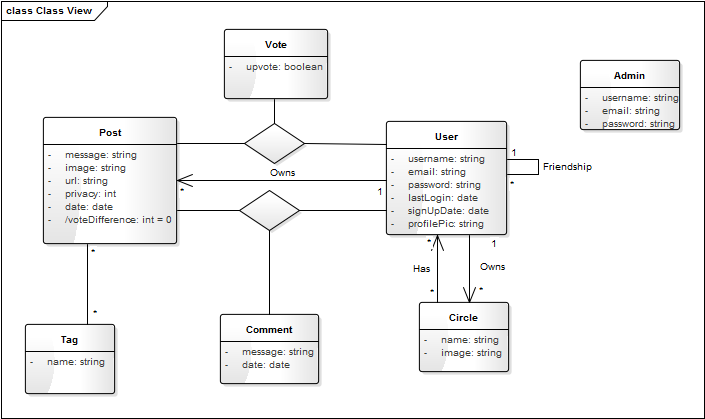 class Class View
Vote
- upvote: boolean
Admin
- username: string
- email: string
- password: string
Post
- message: string
- image: string
- url: string
- privacy: int
- date: date
- /voteDifference: int = 0
User
- username: string
- email: string
- password: string
- lastLogin: date
- signUpDate: date
- profilePic: string
1
Friendship
*
Owns
*
1
*
*
*
1
Has
Owns
*
*
Tag
- name: string
Comment
- message: string
- date: date
Circle
- name: string
- image: string